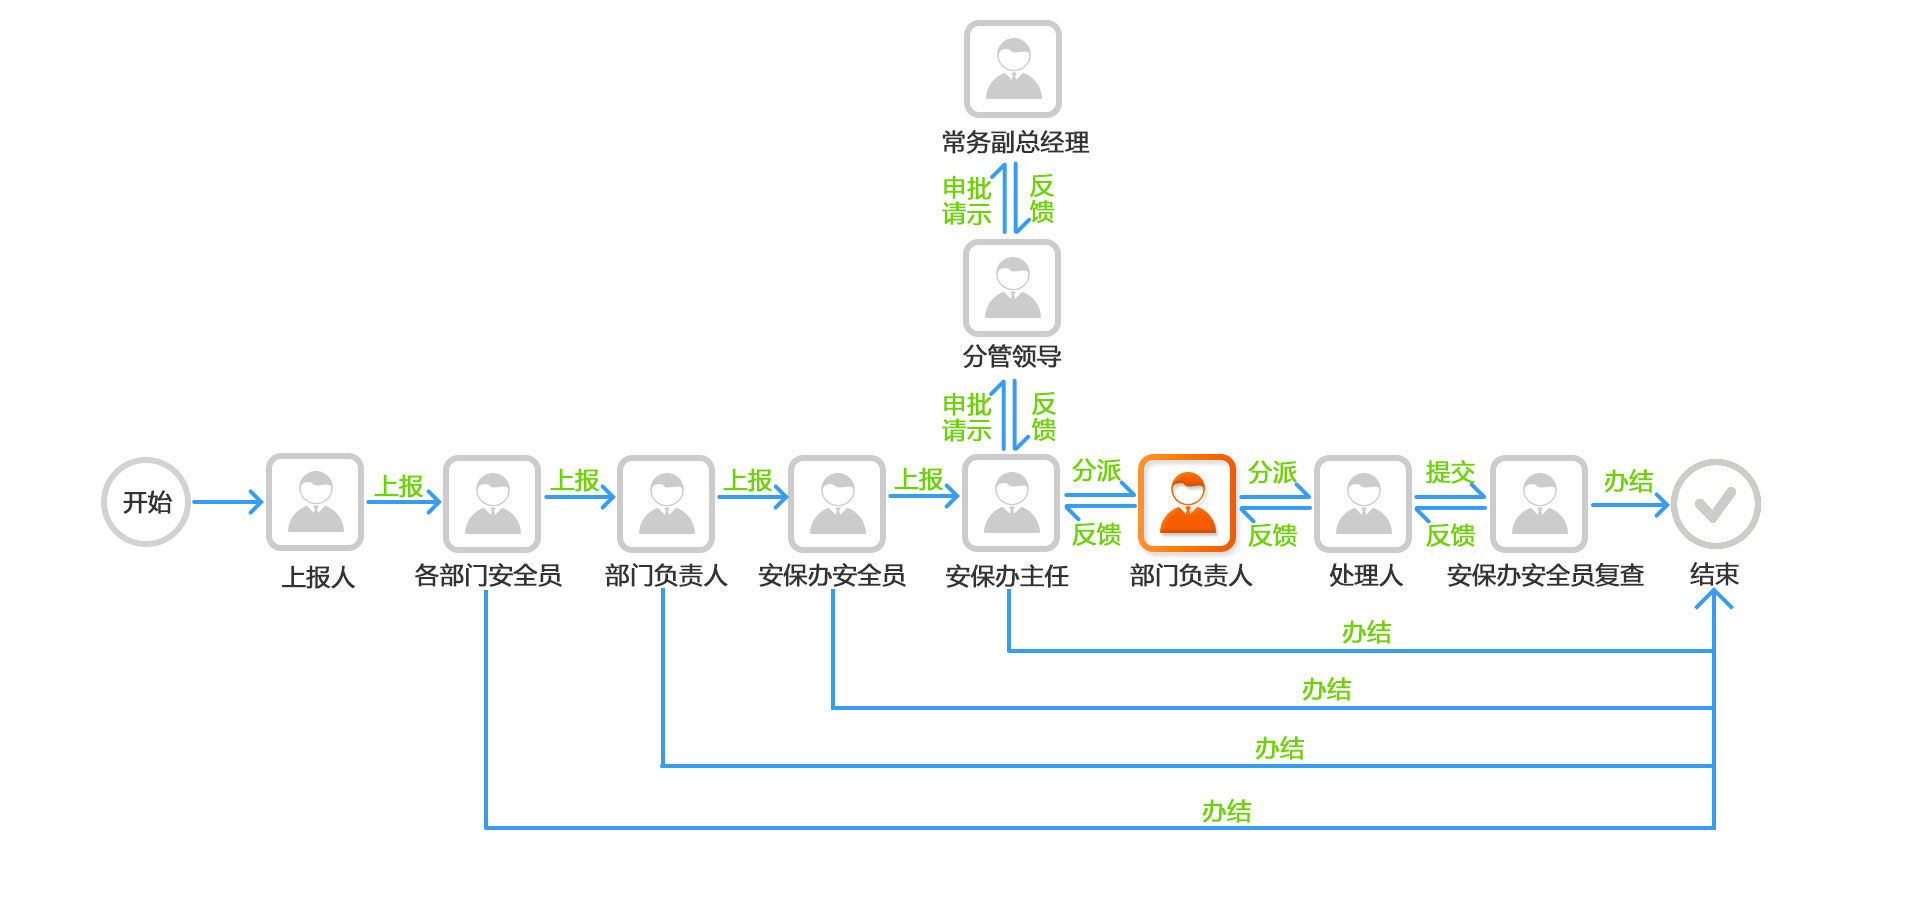 常务副总经理
申批
请示
反
馈
分管领导
申批
请示
反
馈
开始
上报
上报
上报
上报
分派
反馈
分派
反馈
提交
反馈
办结
上报人
各部门安全员
部门负责人
安保办安全员
安保办主任
部门负责人
处理人
安保办安全员复查
结束
办结
办结
办结
办结